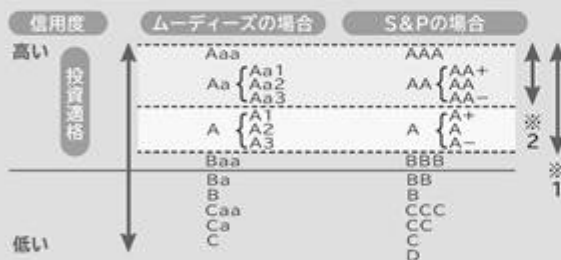 信用度 ムーディーズの場合 S&Pの場合
高い Aaa AAA
Aa1 AA+
Aa { Aa2 AA { AA
Aa3 AA−
投資適格
※2
A1 A+
A { A2 A { A
A3 A−
Baa BBB
※1
Ba BB
B B
Caa CCC
Ca CC
低い C C
D